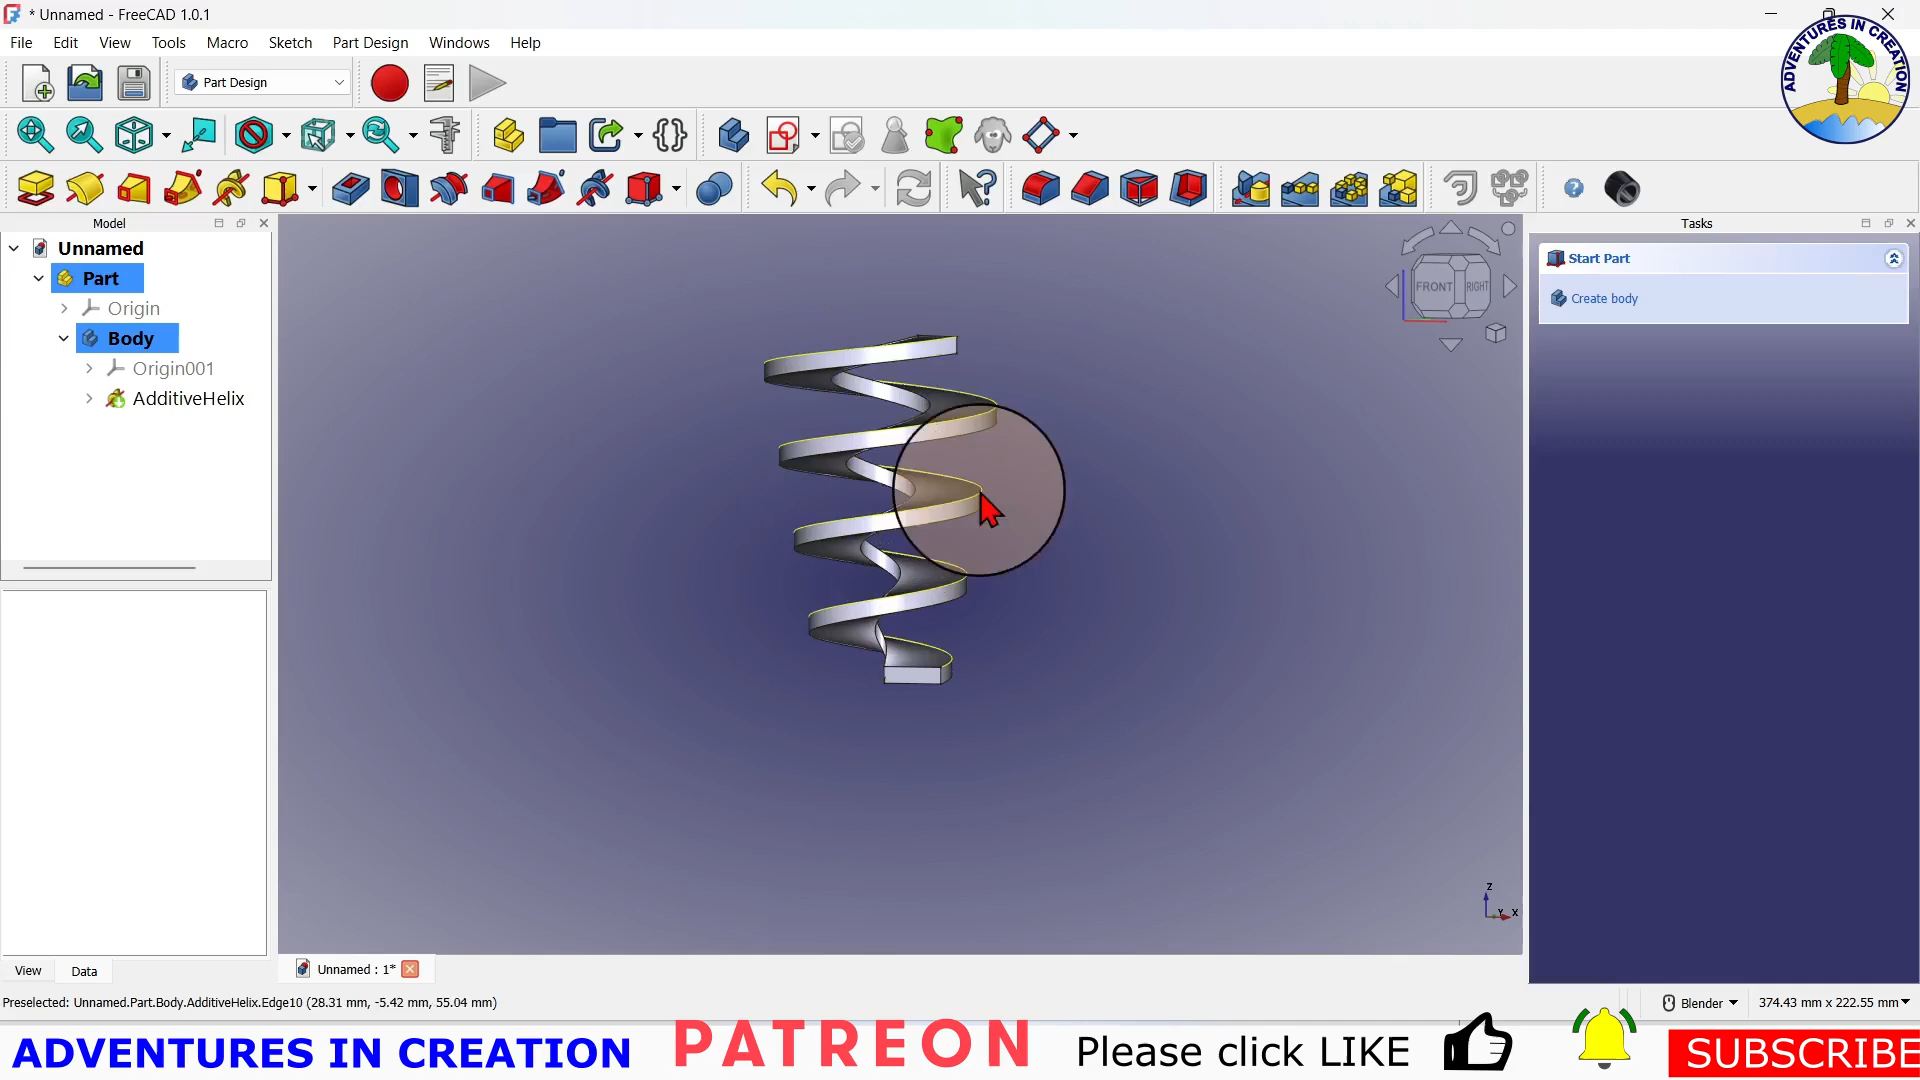 * Unnamed - FreeCAD 1.0.1
File Edit View Tools Macro Sketch Part Design Windows Help
ADVENTURES IN CREATION
Part Design
Model
Tasks
Unnamed
Part
Origin
Body
Origin001
AdditiveHelix
FRONT RIGHT
Start Part
Create body
Z
Y X
View Data
Unnamed : 1*
Preselected: Unnamed.Part.Body.AdditiveHelix.Edge10 (28.31 mm, -5.42 mm, 55.04 mm)
Blender
374.43 mm x 222.55 mm
ADVENTURES IN CREATION PATREON Please click LIKE SUBSCRIBE